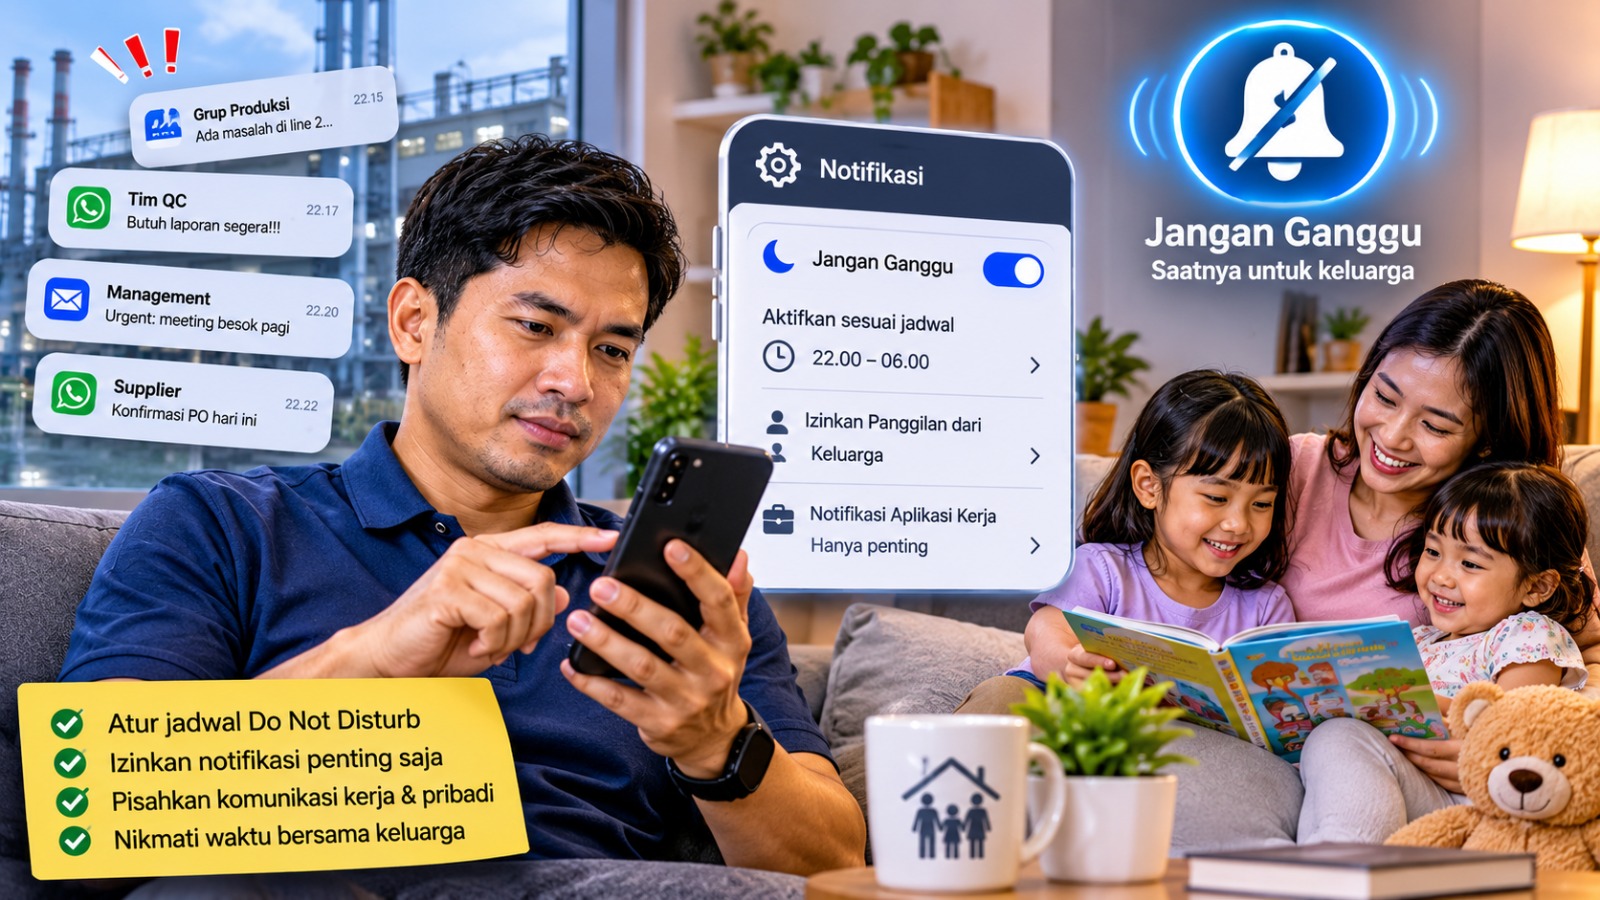 Grup Produksi 22.15
Ada masalah di line 2...
Tim QC 22.17
Butuh laporan segera!!!
Management 22.20
Urgent: meeting besok pagi
Supplier 22.22
Konfirmasi PO hari ini
Notifikasi
Jangan Ganggu
Aktifkan sesuai jadwal
22.00 – 06.00
Izinkan Panggilan dari
Keluarga
Notifikasi Aplikasi Kerja
Hanya penting
Jangan Ganggu
Saatnya untuk keluarga
Atur jadwal Do Not Disturb
Izinkan notifikasi penting saja
Pisahkan komunikasi kerja & pribadi
Nikmati waktu bersama keluarga